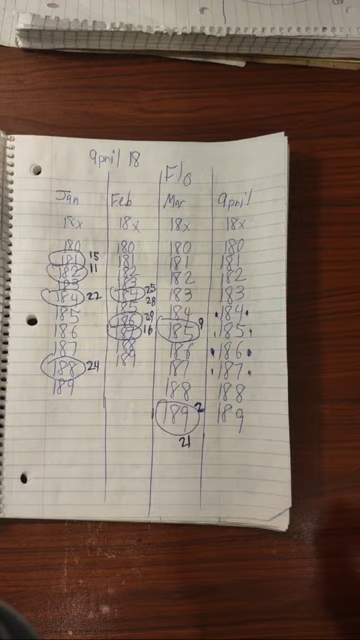 april 18
Flo
Jan Feb Mar april
18x 18x 18x 18x
180 180 180 180
181 15 181 181 181
182 11 182 182 182
183 183 183 183
184 22 184 25 28 184 184
185 185 185 9 185
186 186 29 186 186
187 187 16 187 187
188 24 188 188 188
189 189 189 2 21 189